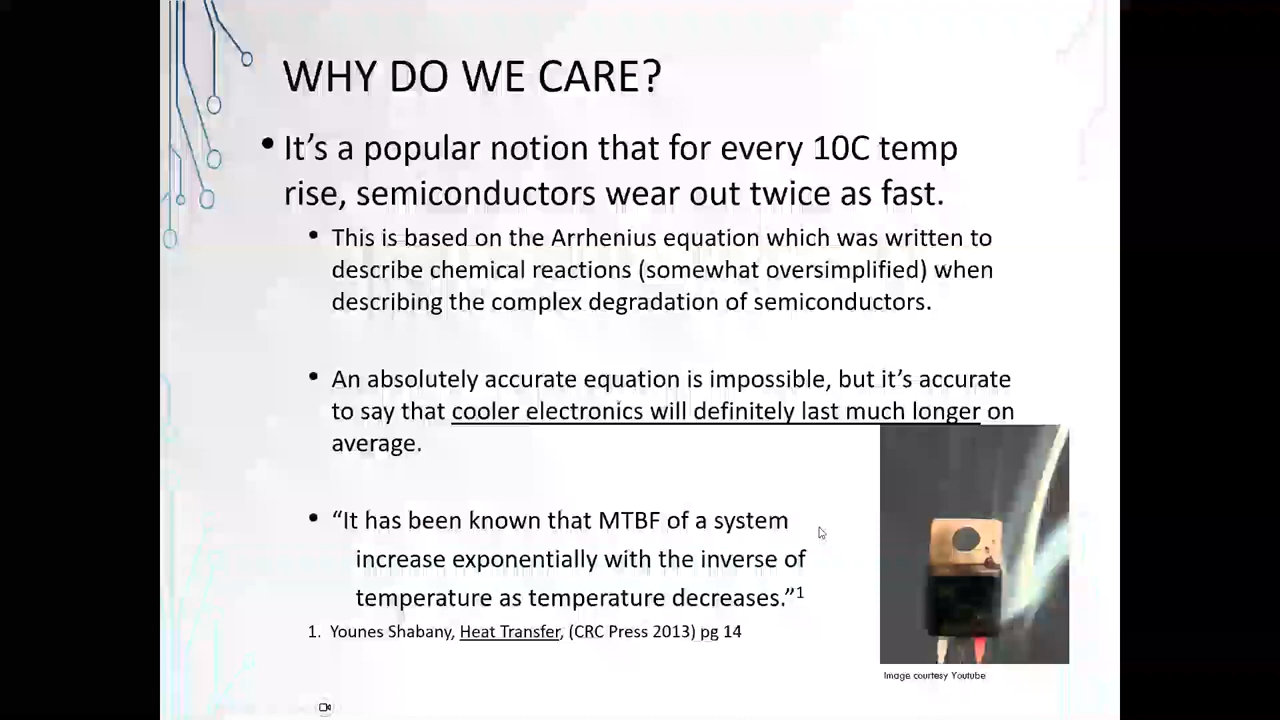 WHY DO WE CARE?
• It’s a popular notion that for every 10C temp
rise, semiconductors wear out twice as fast.
• This is based on the Arrhenius equation which was written to
describe chemical reactions (somewhat oversimplified) when
describing the complex degradation of semiconductors.
• An absolutely accurate equation is impossible, but it’s accurate
to say that cooler electronics will definitely last much longer on
average.
• “It has been known that MTBF of a system
increase exponentially with the inverse of
temperature as temperature decreases.”1
1. Younes Shabany, Heat Transfer, (CRC Press 2013) pg 14
Image courtesy Youtube